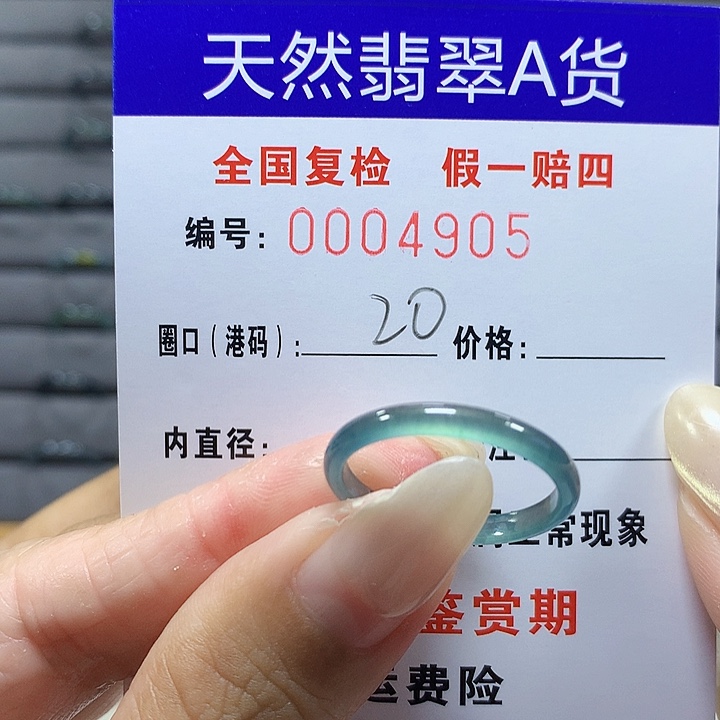 天然翡翠A货
全国复检 假一赔四
编号：0004905
圈口（港码）：20 价格：
内直径：
常现象
鉴赏期
运费险